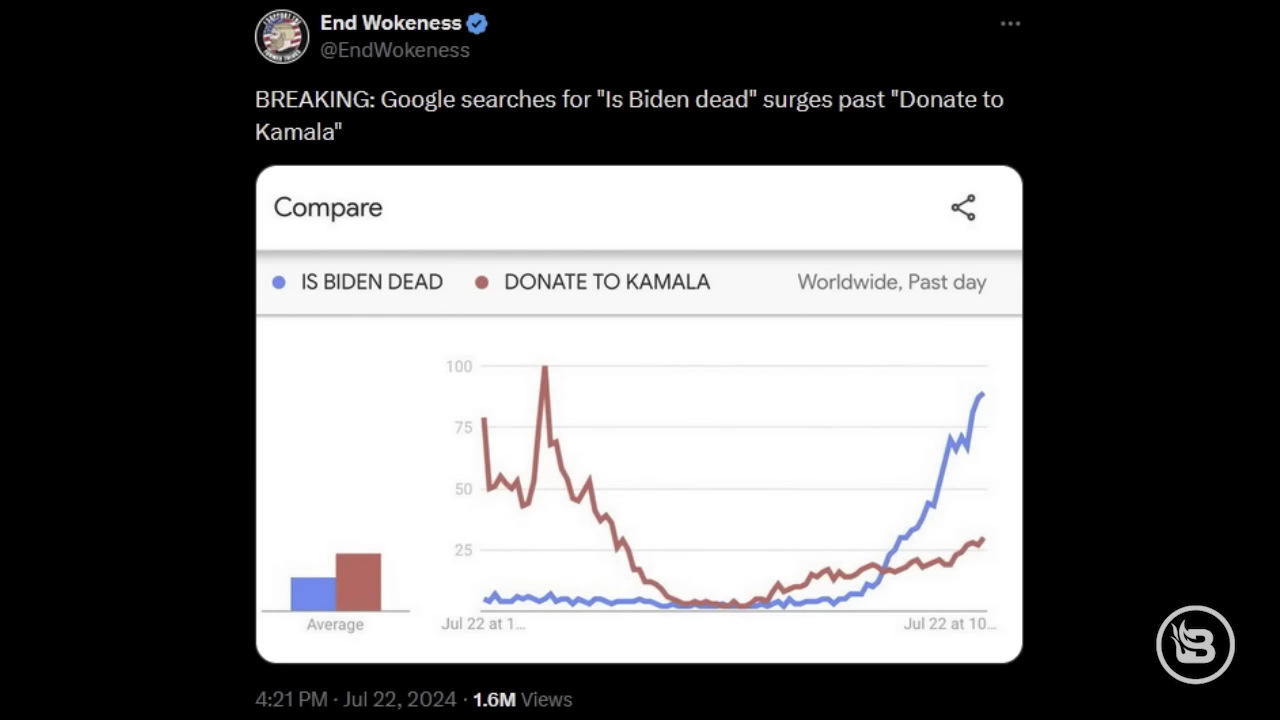 End Wokeness
@EndWokeness
BREAKING: Google searches for "Is Biden dead" surges past "Donate to
Kamala"
Compare
IS BIDEN DEAD DONATE TO KAMALA Worldwide, Past day
100
75
50
25
Average
Jul 22 at 1... Jul 22 at 10...
4:21 PM · Jul 22, 2024 · 1.6M Views
B